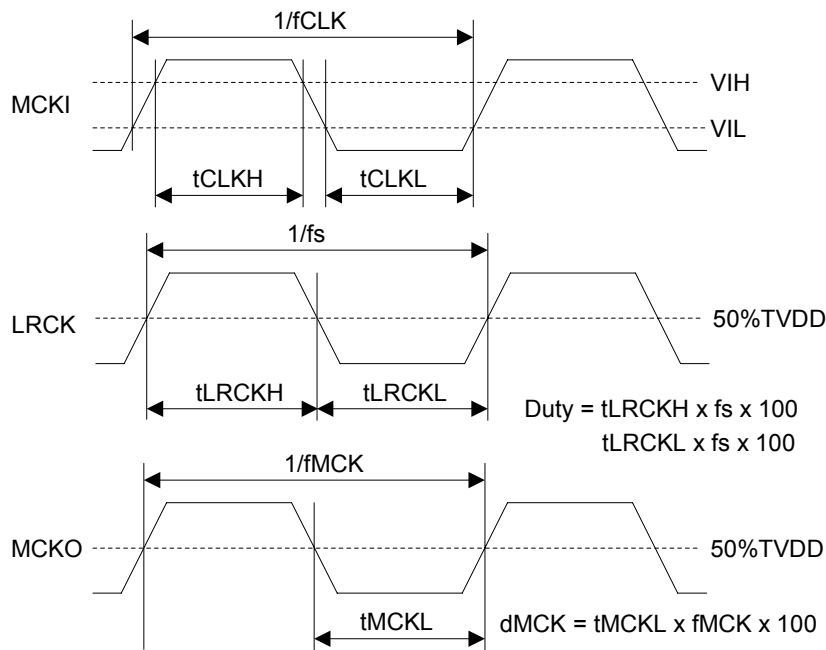 1/fCLK
MCKI
VIH
VIL
tCLKH
tCLKL
1/fs
LRCK
50%TVDD
tLRCKH
tLRCKL
Duty = tLRCKH x fs x 100
tLRCKL x fs x 100
1/fMCK
MCKO
50%TVDD
tMCKL
dMCK = tMCKL x fMCK x 100